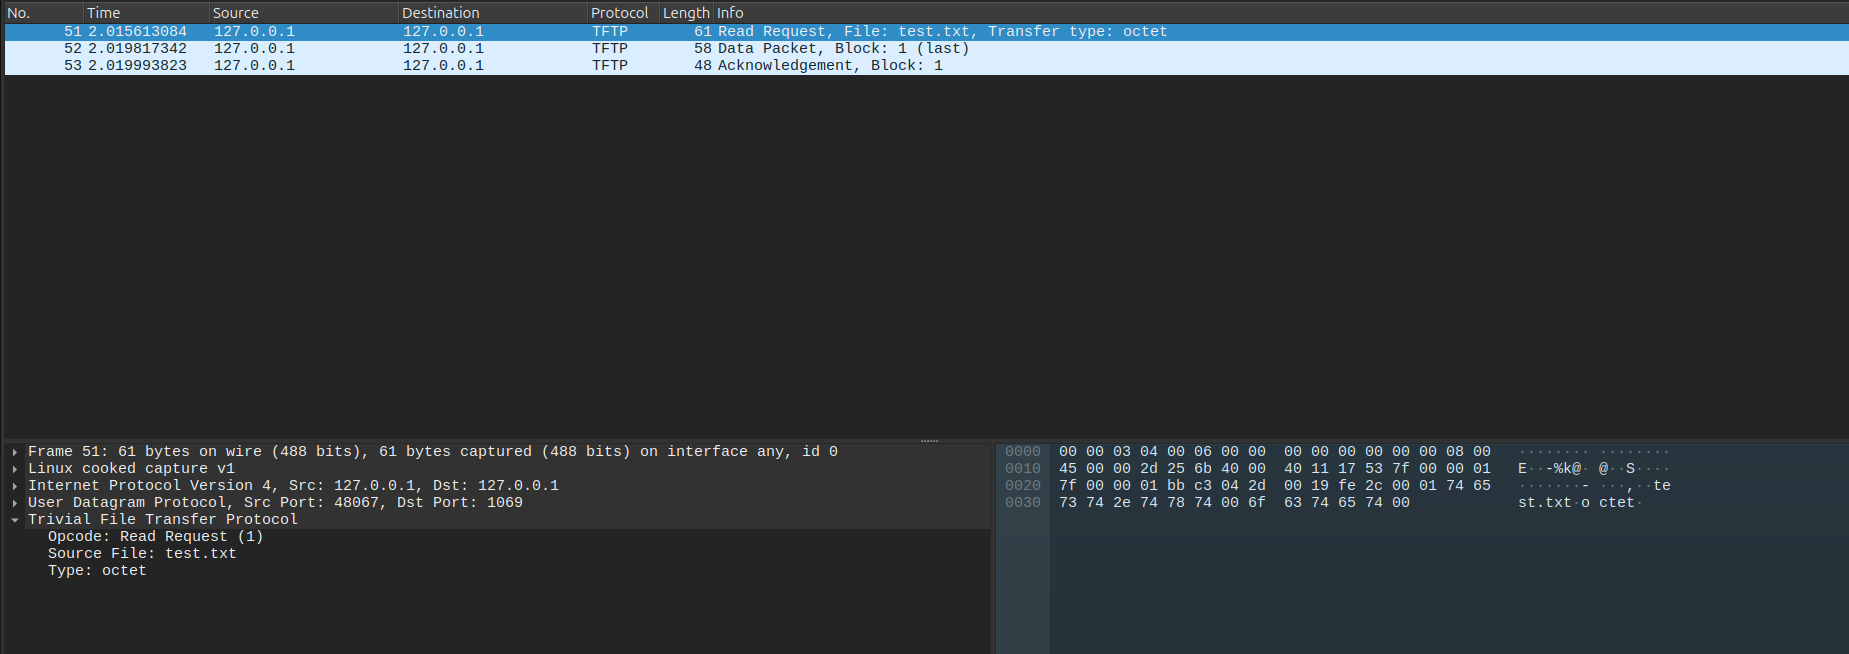 No. Time Source Destination Protocol Length Info
51 2.015613084 127.0.0.1 127.0.0.1 TFTP 61 Read Request, File: test.txt, Transfer type: octet
52 2.019817342 127.0.0.1 127.0.0.1 TFTP 58 Data Packet, Block: 1 (last)
53 2.019993823 127.0.0.1 127.0.0.1 TFTP 48 Acknowledgement, Block: 1
Frame 51: 61 bytes on wire (488 bits), 61 bytes captured (488 bits) on interface any, id 0
Linux cooked capture v1
Internet Protocol Version 4, Src: 127.0.0.1, Dst: 127.0.0.1
User Datagram Protocol, Src Port: 48067, Dst Port: 1069
Trivial File Transfer Protocol
Opcode: Read Request (1)
Source File: test.txt
Type: octet
0000 00 00 03 04 00 06 00 00 00 00 00 00 00 00 08 00 ········ ········
0010 45 00 00 2d 25 6b 40 00 40 11 17 53 7f 00 00 01 E··-%k@· @··S····
0020 7f 00 00 01 bb c3 04 2d 00 19 fe 2c 00 01 74 65 ·······- ···,··te
0030 73 74 2e 74 78 74 00 6f 63 74 65 74 00 st.txt·o ctet·